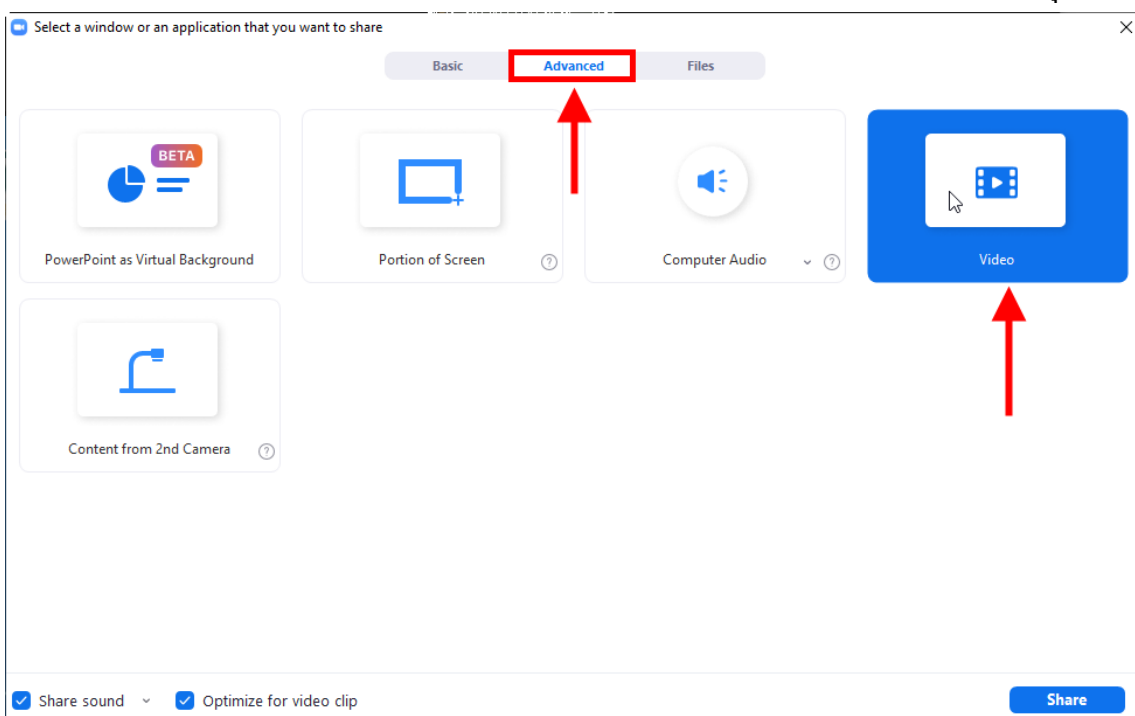 Select a window or an application that you want to share
Basic Advanced Files
BETA
PowerPoint as Virtual Background
Portion of Screen ?
Computer Audio ?
Video
Content from 2nd Camera ?
Share sound Optimize for video clip Share